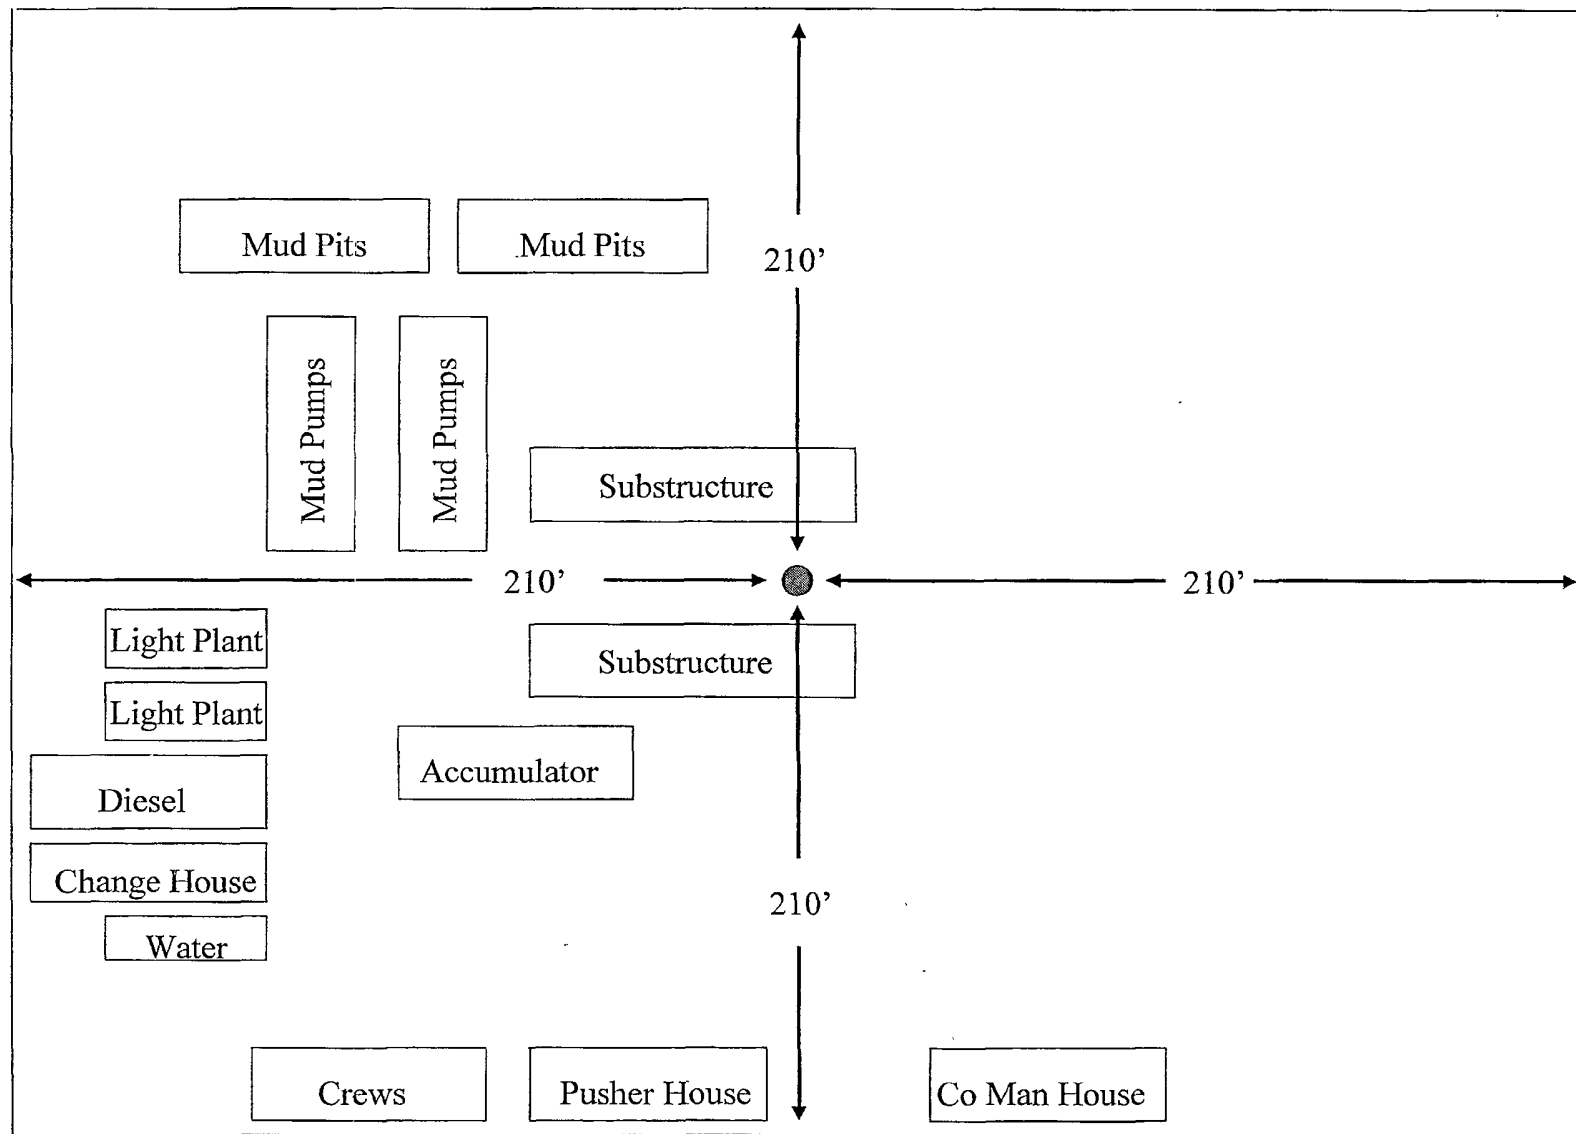 Mud Pits
Mud Pits
210’
Mud Pumps
Mud Pumps
Substructure
210’
210’
Light Plant
Substructure
Light Plant
Accumulator
Diesel
Change House
210’
Water
Crews
Pusher House
Co Man House